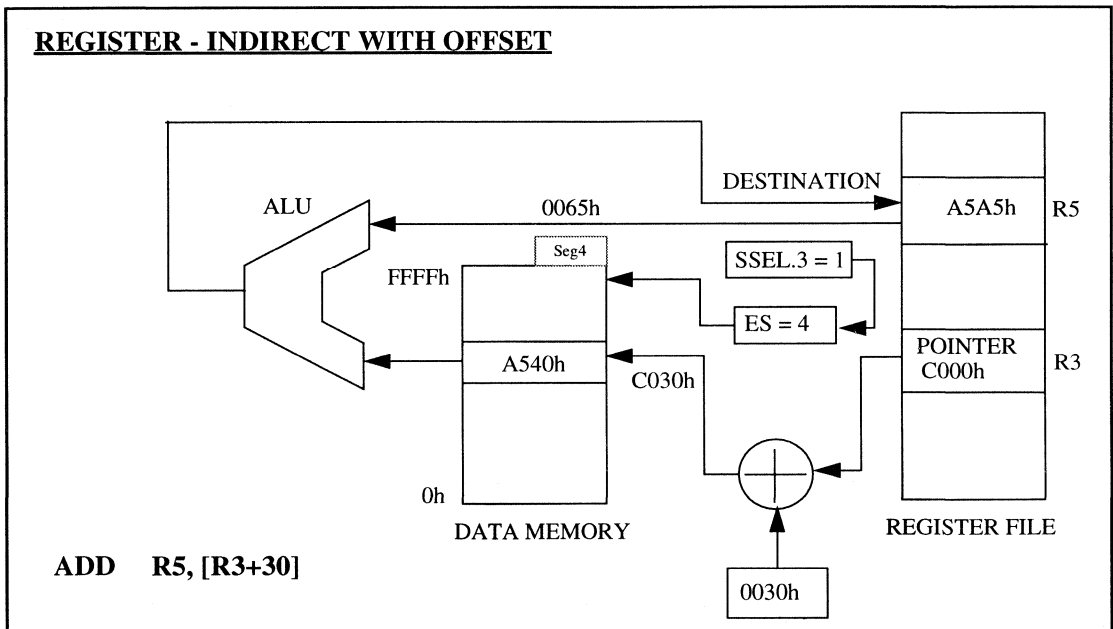 REGISTER - INDIRECT WITH OFFSET
DESTINATION
ALU
0065h
A5A5h
R5
Seg4
SSEL.3 = 1
FFFFh
ES = 4
A540h
C030h
POINTER
C000h
R3
0h
DATA MEMORY
REGISTER FILE
ADD R5, [R3+30]
0030h